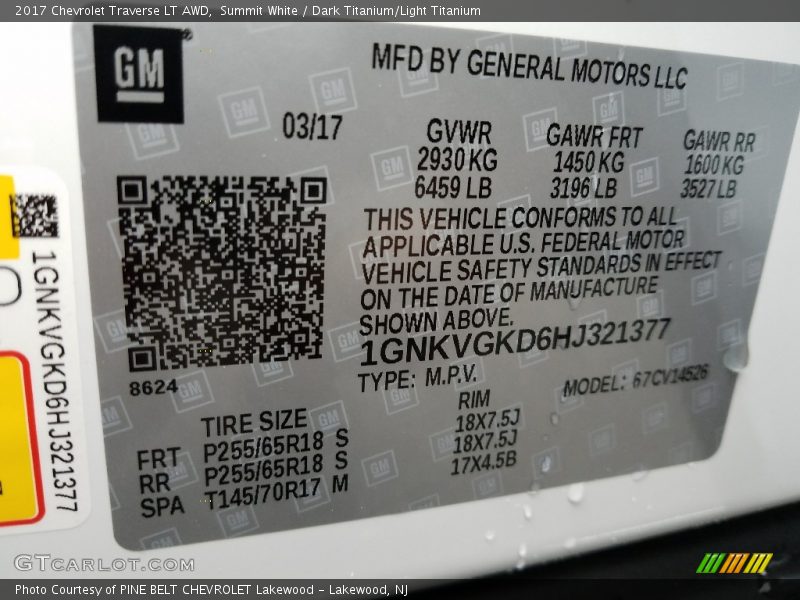 2017 Chevrolet Traverse LT AWD, Summit White / Dark Titanium/Light Titanium
GM
MFD BY GENERAL MOTORS LLC
03/17
GVWR GAWR FRT GAWR RR
2930 KG 1450 KG 1600 KG
6459 LB 3196 LB 3527 LB
THIS VEHICLE CONFORMS TO ALL
APPLICABLE U.S. FEDERAL MOTOR
VEHICLE SAFETY STANDARDS IN EFFECT
ON THE DATE OF MANUFACTURE
SHOWN ABOVE.
1GNKVGKD6HJ321377
TYPE: M.P.V. MODEL: 67CV14526
8624
TIRE SIZE RIM
FRT P255/65R18 S 18X7.5J
RR P255/65R18 S 18X7.5J
SPA T145/70R17 M 17X4.5B
1GNKVGKD6HJ321377
GTCARLOT.COM
Photo Courtesy of PINE BELT CHEVROLET Lakewood - Lakewood, NJ